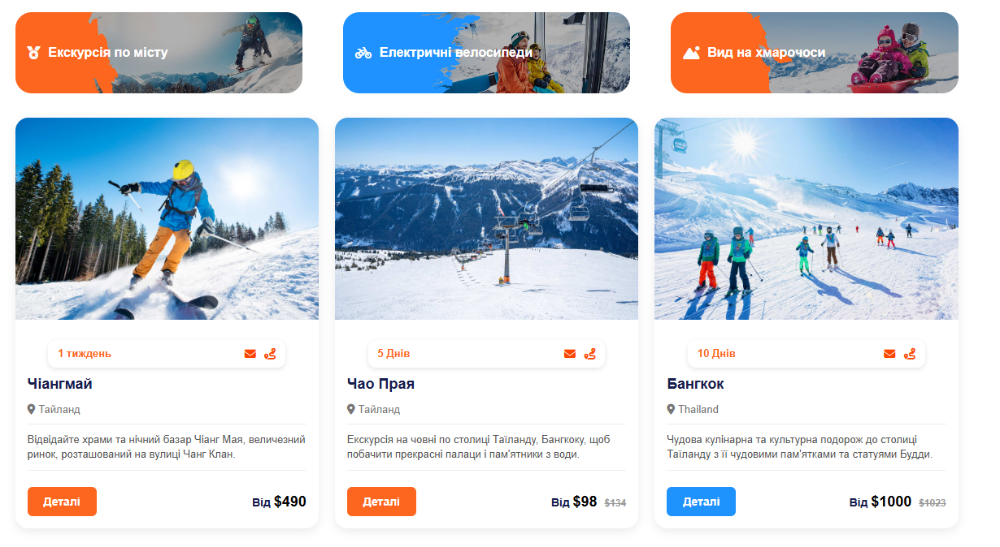 Екскурсія по місту
Електричні велосипеди
Вид на хмарочоси
1 тиждень
Чіангмай
Тайланд
Відвідайте храми та нічний базар Чіанг Мая, величезний
ринок, розташований на вулиці Чанг Клан.
Деталі
Від $490
5 Днів
Чао Прая
Тайланд
Екскурсія на човні по столиці Таїланду, Бангкоку, щоб
побачити прекрасні палаци і пам'ятники з води.
Деталі
Від $98 $134
10 Днів
Бангкок
Thailand
Чудова кулінарна та культурна подорож до столиці
Таїланду з її чудовими пам'ятками та статуями Будди.
Деталі
Від $1000 $1023